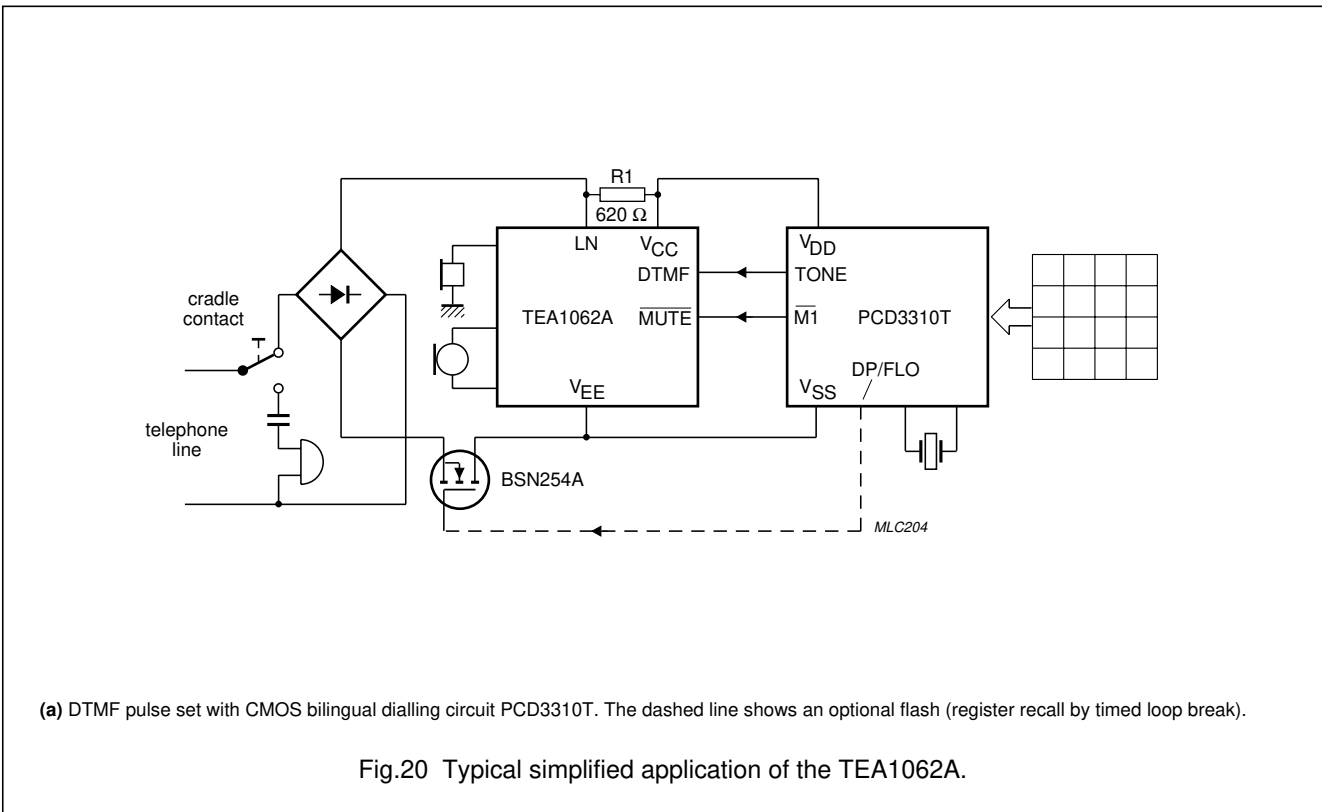 R1
620 Ω
LN
VCC
VDD
DTMF
TONE
cradle
contact
TEA1062A
MUTE
M1
PCD3310T
DP/FLO
VEE
VSS
telephone
line
BSN254A
MLC204
(a) DTMF pulse set with CMOS bilingual dialling circuit PCD3310T. The dashed line shows an optional flash (register recall by timed loop break).
Fig.20 Typical simplified application of the TEA1062A.